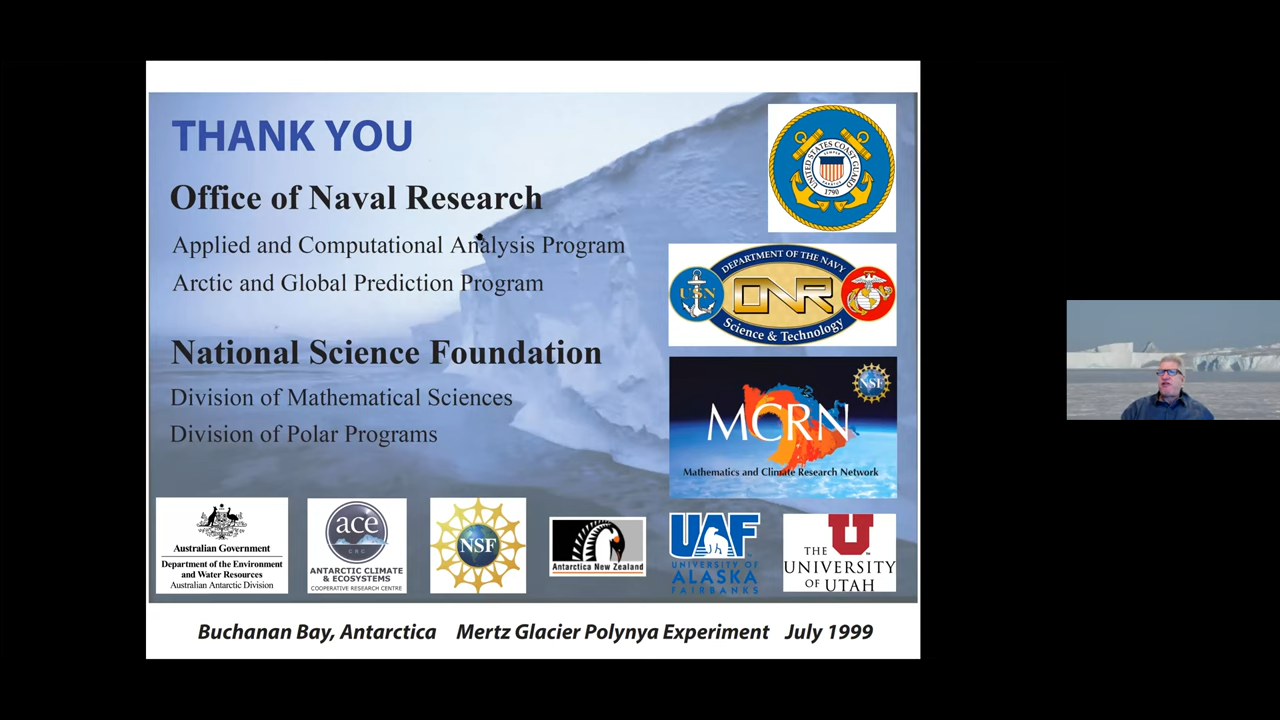 THANK YOU
Office of Naval Research
Applied and Computational Analysis Program
Arctic and Global Prediction Program
National Science Foundation
Division of Mathematical Sciences
Division of Polar Programs
UNITED STATES COAST GUARD
1790
DEPARTMENT OF THE NAVY
USN
ONR
Science & Technology
NSF
MCRN
Mathematics and Climate Research Network
Australian Government
Department of the Environment
and Water Resources
Australian Antarctic Division
ace
CRC
ANTARCTIC CLIMATE
& ECOSYSTEMS
COOPERATIVE RESEARCH CENTRE
NSF
Antarctica New Zealand
UAF
UNIVERSITY OF
ALASKA
FAIRBANKS
U
THE
UNIVERSITY
OF UTAH
Buchanan Bay, Antarctica Mertz Glacier Polynya Experiment July 1999